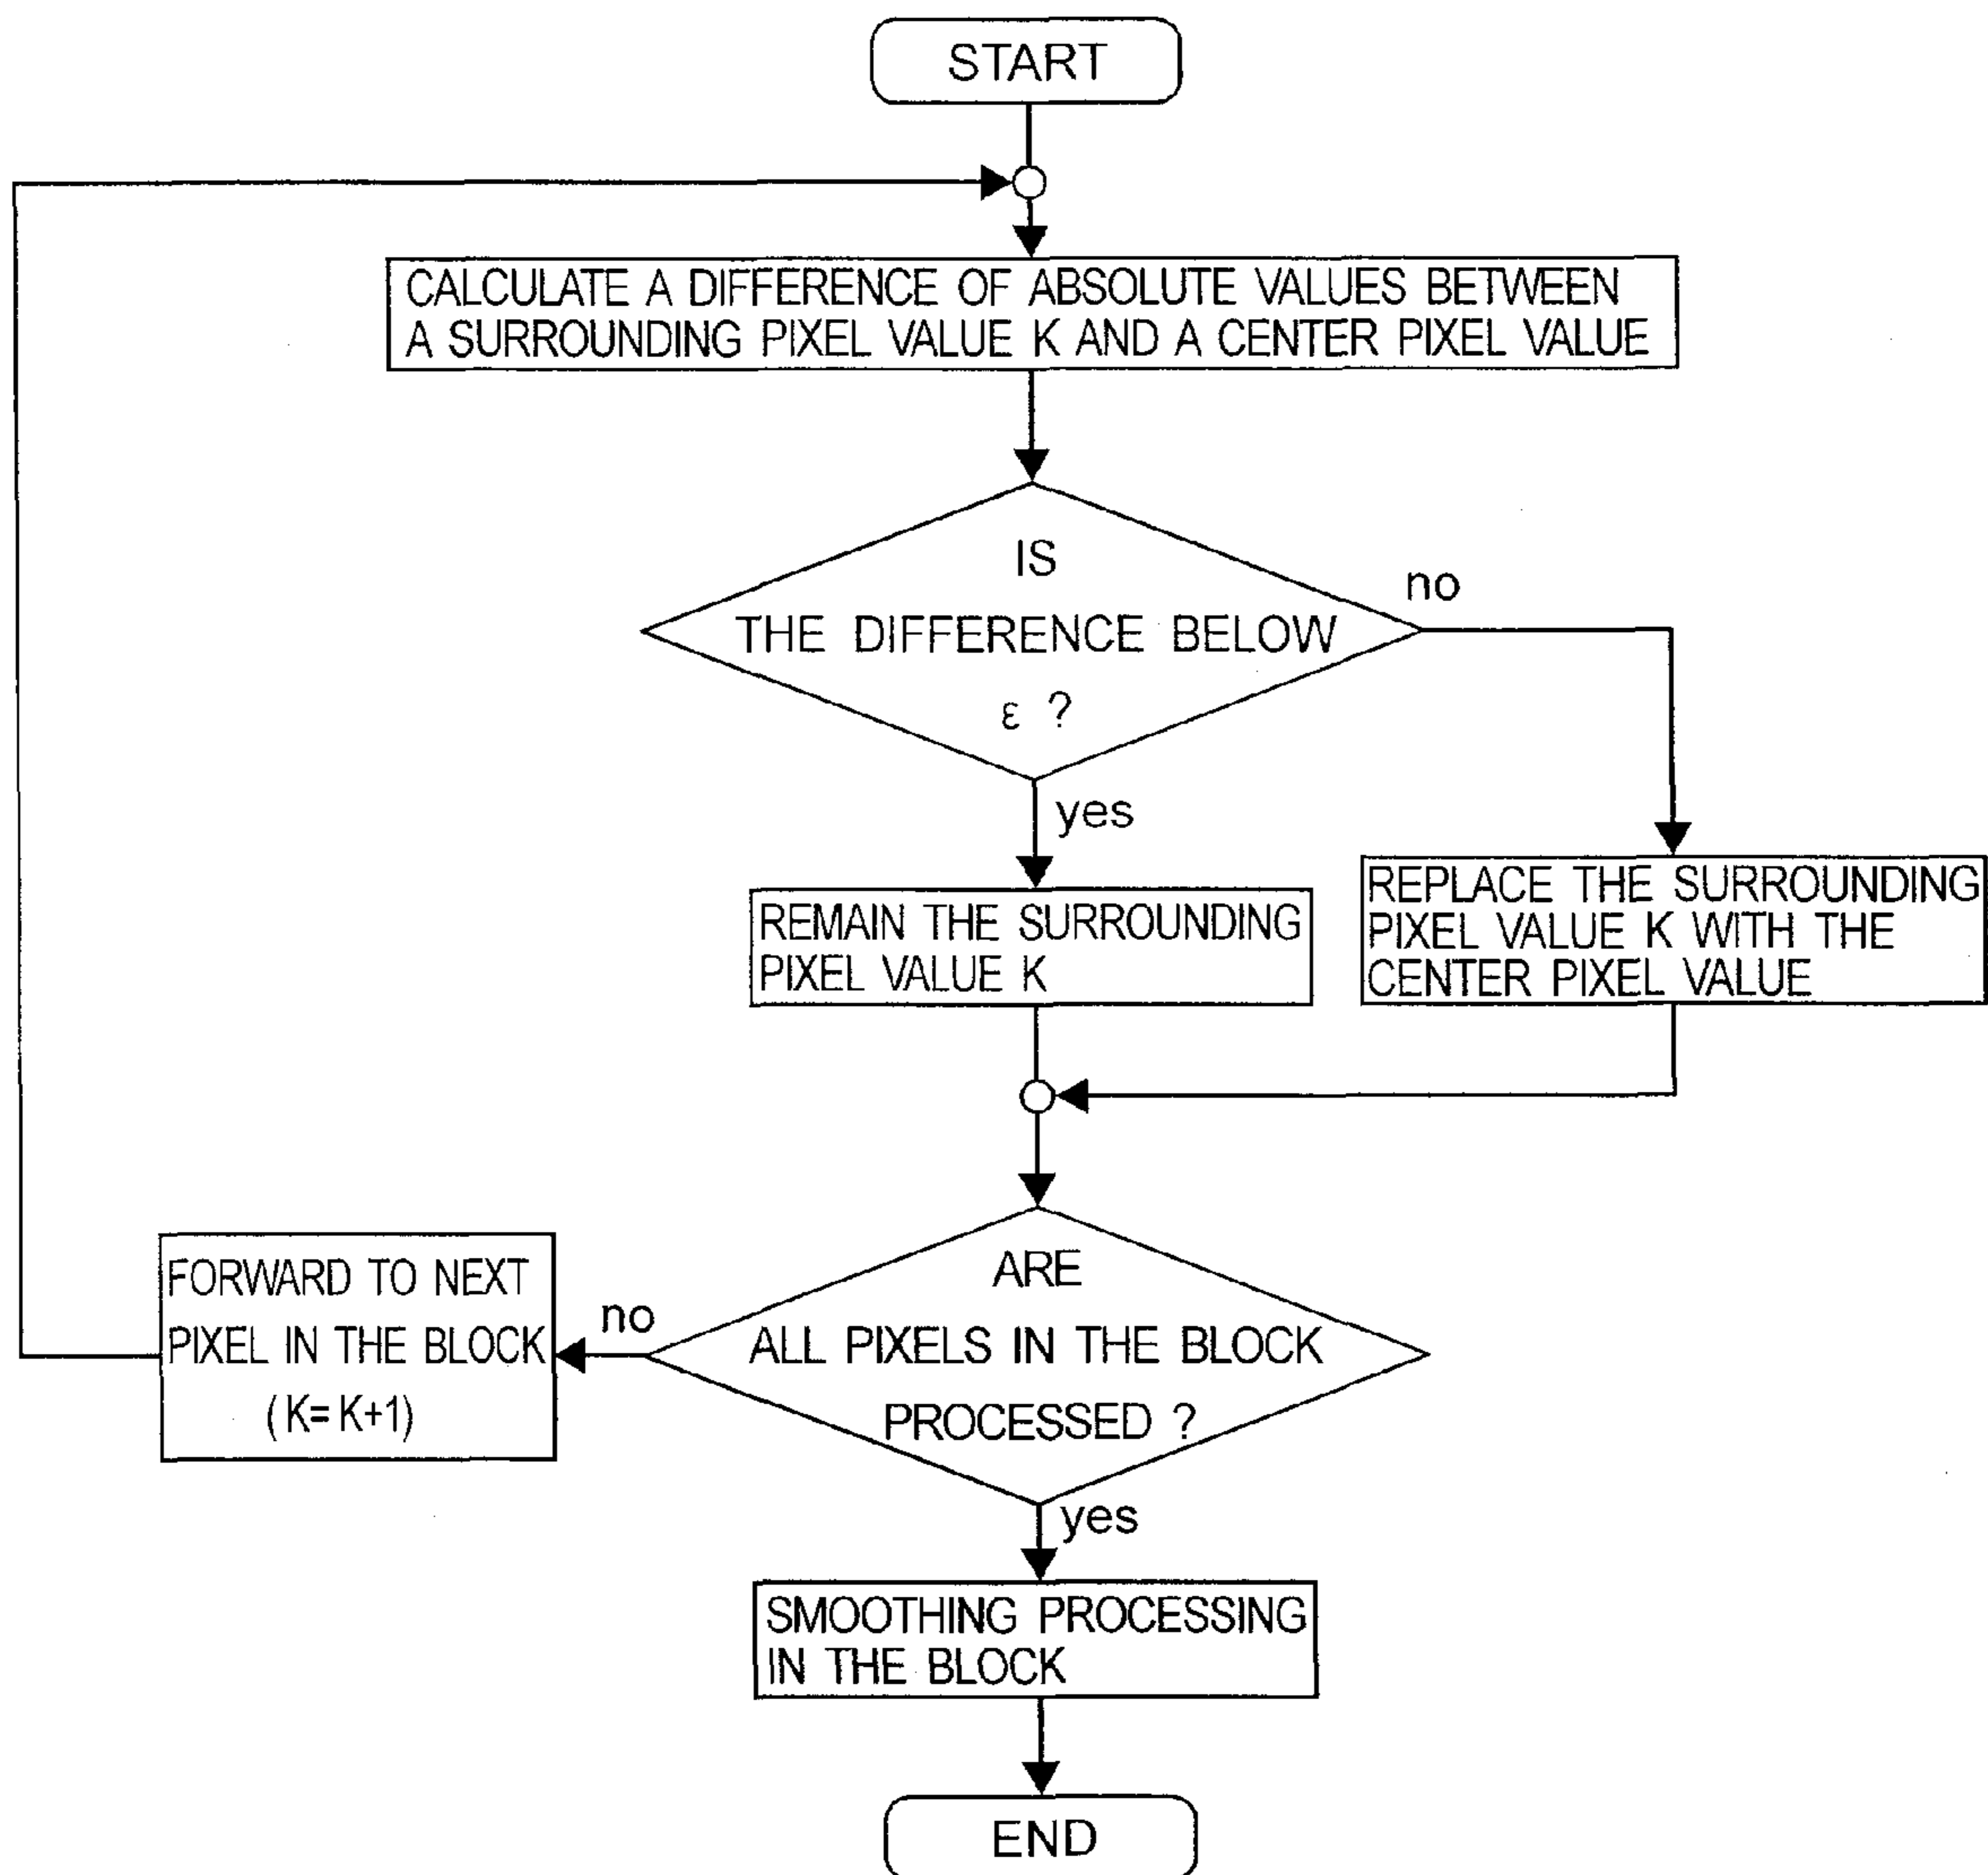 START
CALCULATE A DIFFERENCE OF ABSOLUTE VALUES BETWEEN
A SURROUNDING PIXEL VALUE K AND A CENTER PIXEL VALUE
IS
THE DIFFERENCE BELOW
ε ?
no
yes
REMAIN THE SURROUNDING
PIXEL VALUE K
REPLACE THE SURROUNDING
PIXEL VALUE K WITH THE
CENTER PIXEL VALUE
ARE
ALL PIXELS IN THE BLOCK
PROCESSED ?
no
FORWARD TO NEXT
PIXEL IN THE BLOCK
(K=K+1)
yes
SMOOTHING PROCESSING
IN THE BLOCK
END